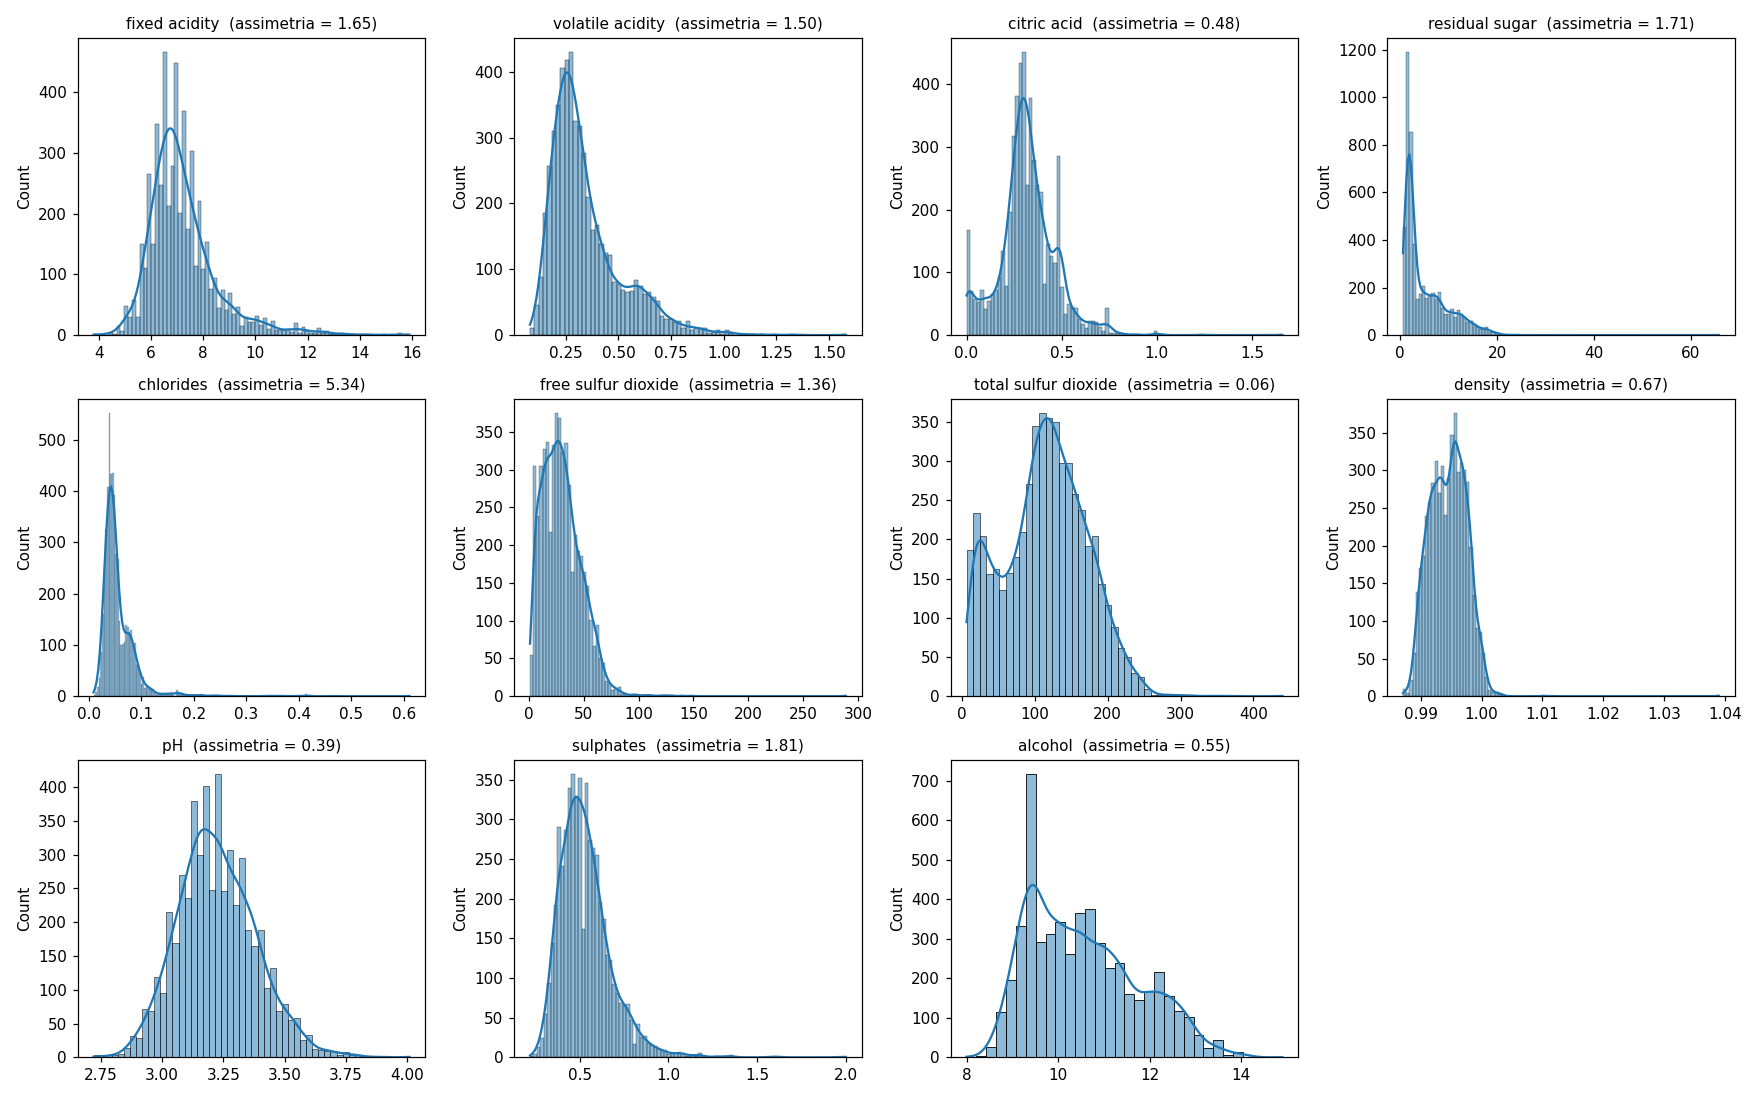 fixed acidity (assimetria = 1.65)
Count
0
100
200
300
400
4 6 8 10 12 14 16
volatile acidity (assimetria = 1.50)
Count
0
100
200
300
400
0.25 0.50 0.75 1.00 1.25 1.50
citric acid (assimetria = 0.48)
Count
0
100
200
300
400
0.0 0.5 1.0 1.5
residual sugar (assimetria = 1.71)
Count
0
200
400
600
800
1000
1200
0 20 40 60
chlorides (assimetria = 5.34)
Count
0
100
200
300
400
500
0.0 0.1 0.2 0.3 0.4 0.5 0.6
free sulfur dioxide (assimetria = 1.36)
Count
0
50
100
150
200
250
300
350
0 50 100 150 200 250 300
total sulfur dioxide (assimetria = 0.06)
Count
0
50
100
150
200
250
300
350
0 100 200 300 400
density (assimetria = 0.67)
Count
0
50
100
150
200
250
300
350
0.99 1.00 1.01 1.02 1.03 1.04
pH (assimetria = 0.39)
Count
0
50
100
150
200
250
300
350
400
2.75 3.00 3.25 3.50 3.75 4.00
sulphates (assimetria = 1.81)
Count
0
50
100
150
200
250
300
350
0.5 1.0 1.5 2.0
alcohol (assimetria = 0.55)
Count
0
100
200
300
400
500
600
700
8 10 12 14